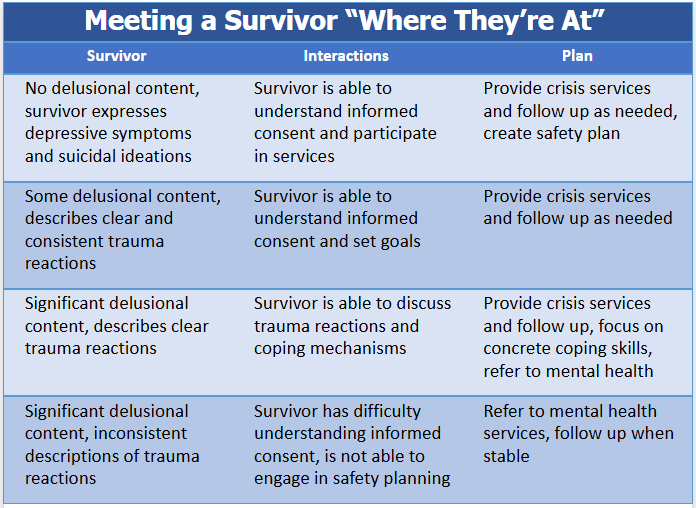 Meeting a Survivor “Where They’re At”
Survivor Interactions Plan
No delusional content,
survivor expresses
depressive symptoms
and suicidal ideations
Survivor is able to
understand informed
consent and participate
in services
Provide crisis services
and follow up as needed,
create safety plan
Some delusional content,
describes clear and
consistent trauma
reactions
Survivor is able to
understand informed
consent and set goals
Provide crisis services
and follow up as needed
Significant delusional
content, describes clear
trauma reactions
Survivor is able to discuss
trauma reactions and
coping mechanisms
Provide crisis services
and follow up, focus on
concrete coping skills,
refer to mental health
Significant delusional
content, inconsistent
descriptions of trauma
reactions
Survivor has difficulty
understanding informed
consent, is not able to
engage in safety planning
Refer to mental health
services, follow up when
stable